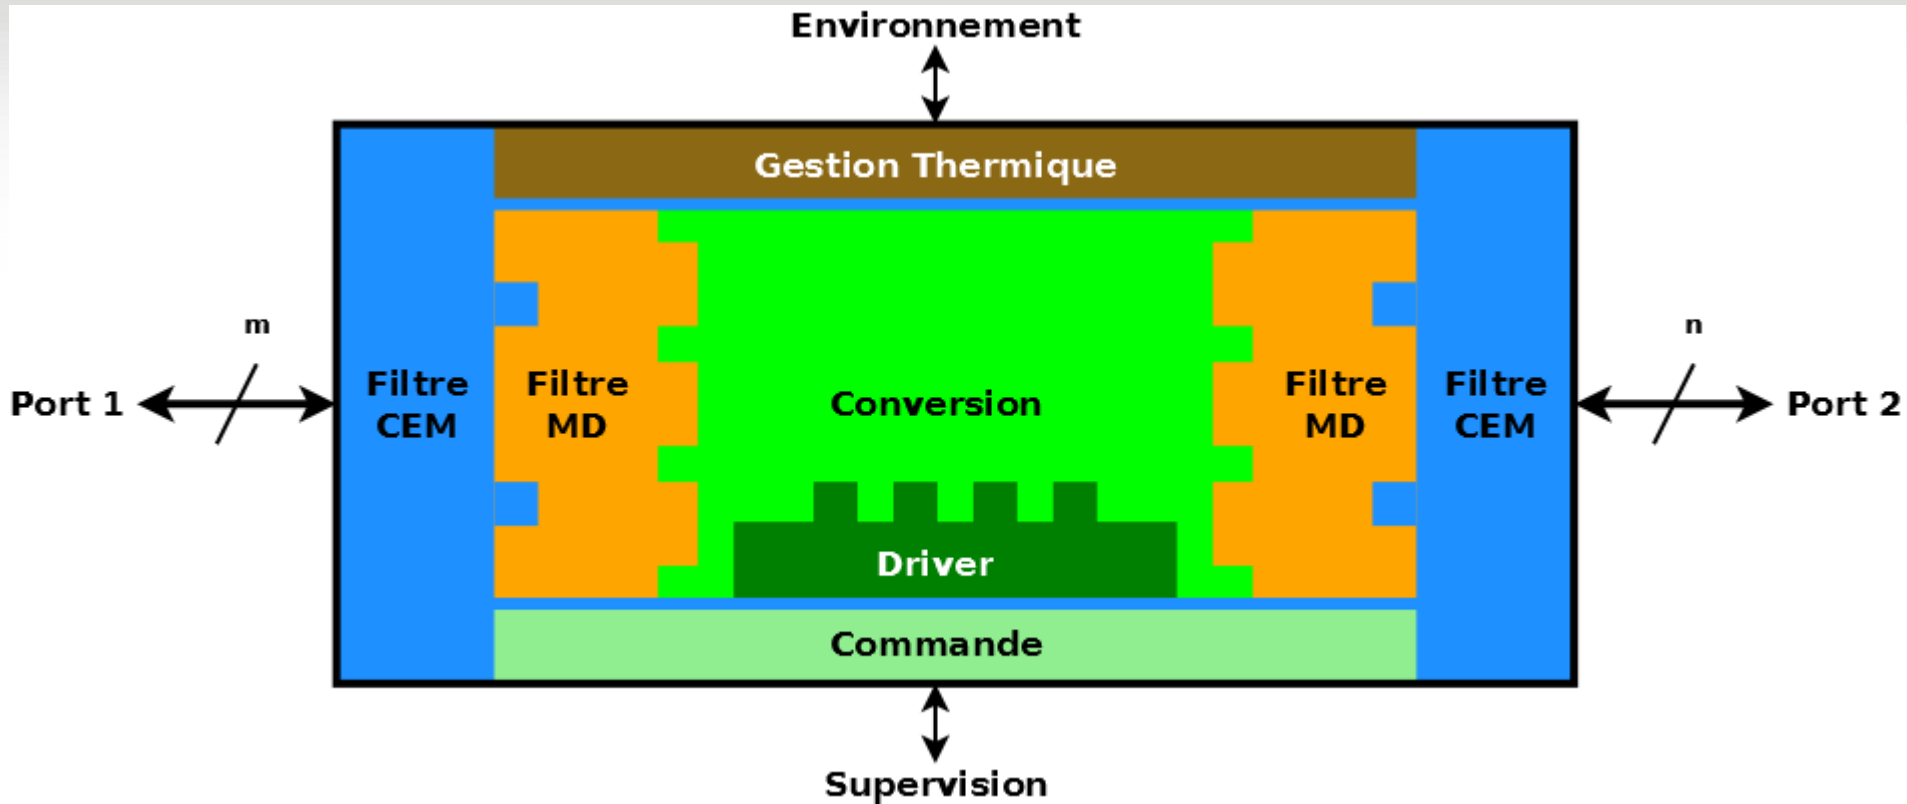 Environnement
Gestion Thermique
m
n
Port 1
Filtre
CEM
Filtre
MD
Conversion
Filtre
MD
Filtre
CEM
Port 2
Driver
Commande
Supervision